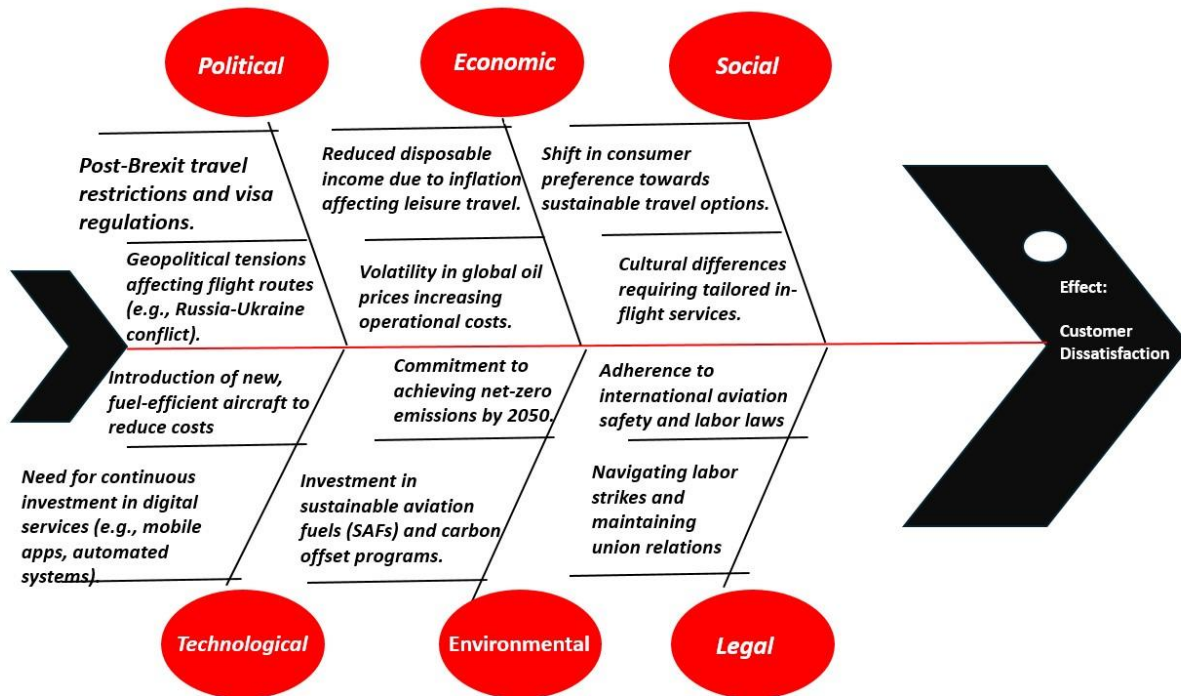 Political
Economic
Social
Post-Brexit travel
restrictions and visa
regulations.
Reduced disposable
income due to inflation
affecting leisure travel.
Shift in consumer
preference towards
sustainable travel options.
Geopolitical tensions
affecting flight routes
(e.g., Russia-Ukraine
conflict).
Volatility in global oil
prices increasing
operational costs.
Cultural differences
requiring tailored in-
flight services.
Effect:
Customer
Dissatisfaction
Introduction of new,
fuel-efficient aircraft to
reduce costs
Commitment to
achieving net-zero
emissions by 2050.
Adherence to
international aviation
safety and labor laws
Need for continuous
investment in digital
services (e.g., mobile
apps, automated
systems).
Investment in
sustainable aviation
fuels (SAFs) and carbon
offset programs.
Navigating labor
strikes and
maintaining
union relations
Technological
Environmental
Legal